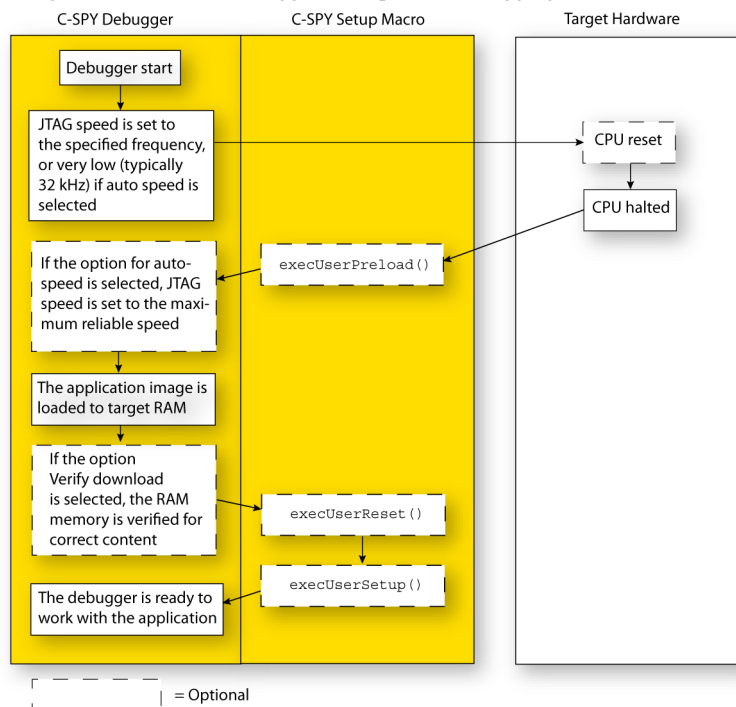 C-SPY Debugger
C-SPY Setup Macro
Target Hardware
Debugger start
JTAG speed is set to
the specified frequency,
or very low (typically
32 kHz) if auto speed is
selected
CPU reset
CPU halted
execUserPreload()
If the option for auto-
speed is selected, JTAG
speed is set to the maxi-
mum reliable speed
The application image is
loaded to target RAM
If the option
Verify download
is selected, the RAM
memory is verified for
correct content
execUserReset()
execUserSetup()
The debugger is ready to
work with the application
= Optional